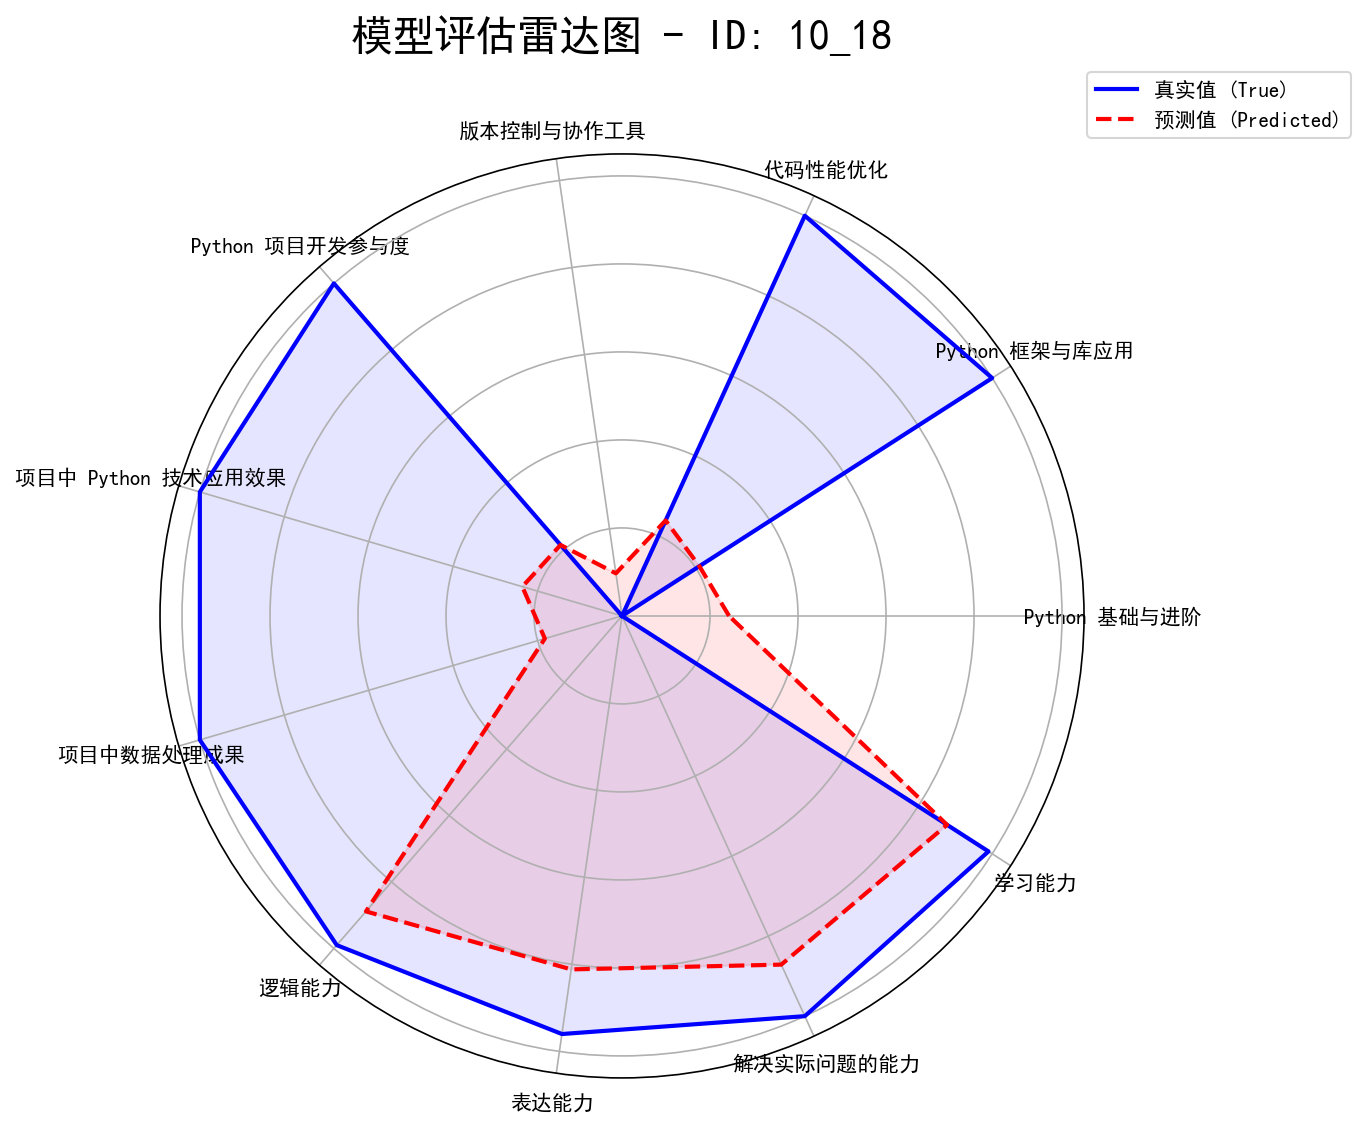 模型评估雷达图 - ID: 10_18
真实值 (True)
预测值 (Predicted)
版本控制与协作工具
代码性能优化
Python 项目开发参与度
Python 框架与库应用
项目中 Python 技术应用效果
Python 基础与进阶
项目中数据处理成果
学习能力
逻辑能力
解决实际问题的能力
表达能力